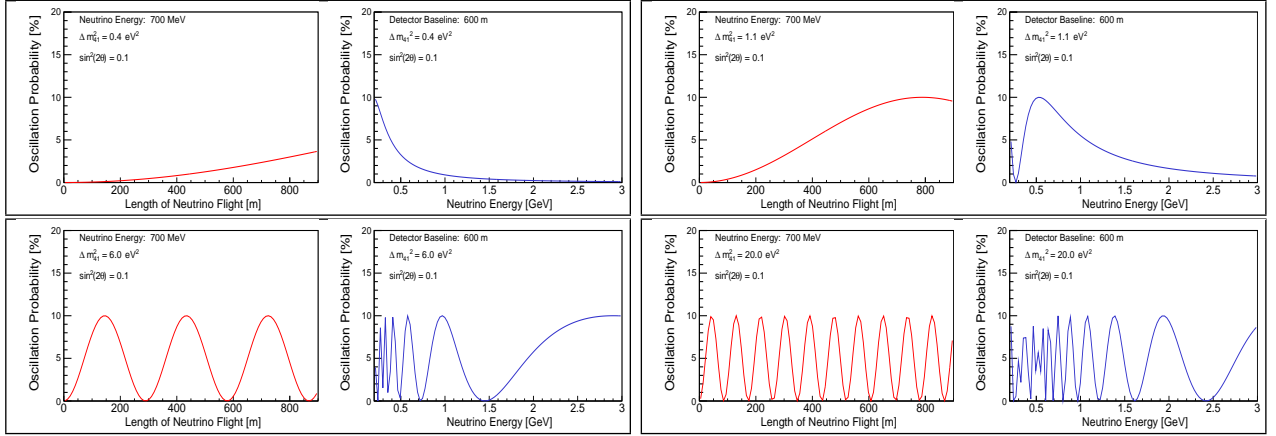 Oscillation Probability [%]
20
15
10
5
0
Neutrino Energy: 700 MeV
Δ m²₄₁ = 0.4 eV²
sin²(2θ) = 0.1
0 200 400 600 800
Length of Neutrino Flight [m]
Oscillation Probability [%]
20
15
10
5
0
Detector Baseline: 600 m
Δ m₄₁² = 0.4 eV²
sin²(2θ) = 0.1
0.5 1 1.5 2 2.5 3
Neutrino Energy [GeV]
Oscillation Probability [%]
20
15
10
5
0
Neutrino Energy: 700 MeV
Δ m²₄₁ = 1.1 eV²
sin²(2θ) = 0.1
0 200 400 600 800
Length of Neutrino Flight [m]
Oscillation Probability [%]
20
15
10
5
0
Detector Baseline: 600 m
Δ m₄₁² = 1.1 eV²
sin²(2θ) = 0.1
0.5 1 1.5 2 2.5 3
Neutrino Energy [GeV]
Oscillation Probability [%]
20
15
10
5
0
Neutrino Energy: 700 MeV
Δ m²₄₁ = 6.0 eV²
sin²(2θ) = 0.1
0 200 400 600 800
Length of Neutrino Flight [m]
Oscillation Probability [%]
20
15
10
5
0
Detector Baseline: 600 m
Δ m₄₁² = 6.0 eV²
sin²(2θ) = 0.1
0.5 1 1.5 2 2.5 3
Neutrino Energy [GeV]
Oscillation Probability [%]
20
15
10
5
0
Neutrino Energy: 700 MeV
Δ m²₄₁ = 20.0 eV²
sin²(2θ) = 0.1
0 200 400 600 800
Length of Neutrino Flight [m]
Oscillation Probability [%]
20
15
10
5
0
Detector Baseline: 600 m
Δ m₄₁² = 20.0 eV²
sin²(2θ) = 0.1
0.5 1 1.5 2 2.5 3
Neutrino Energy [GeV]